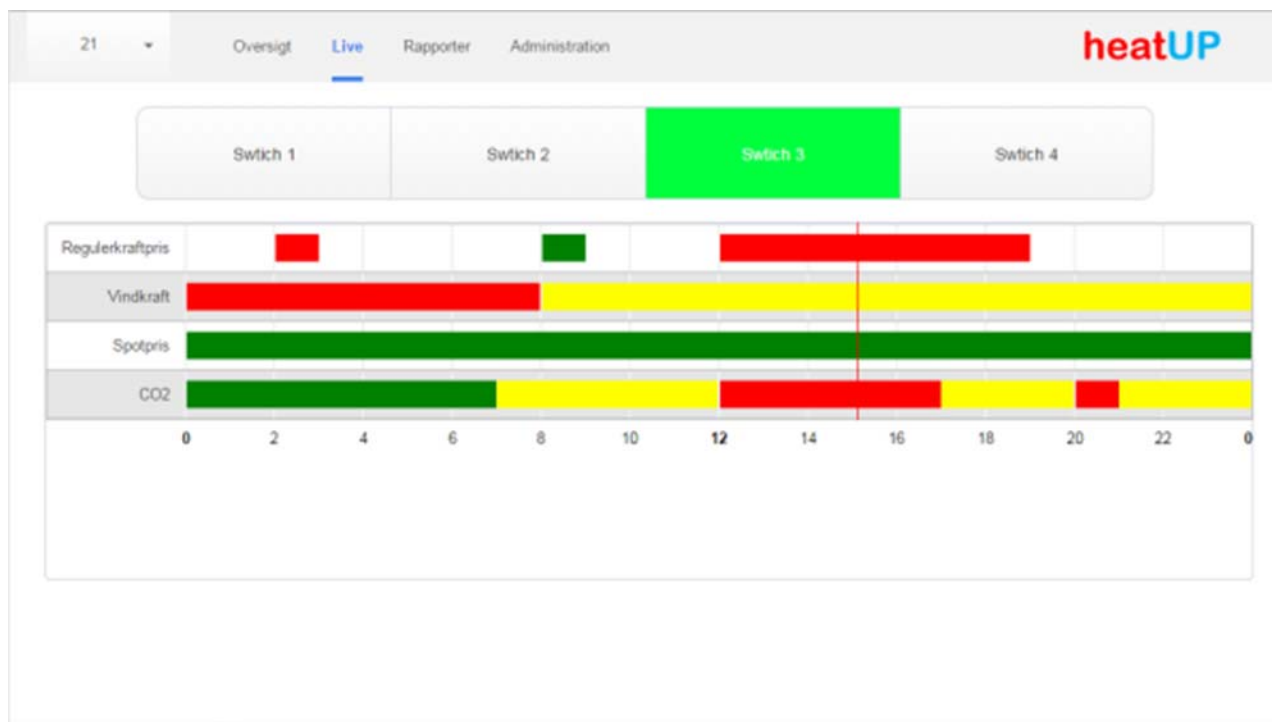 21 Oversigt Live Rapporter Administration heatUP
Swtich 1 Swtich 2 Swtich 3 Swtich 4
Regulerkraftpris
Vindkraft
Spotpris
CO2
0 2 4 6 8 10 12 14 16 18 20 22 0